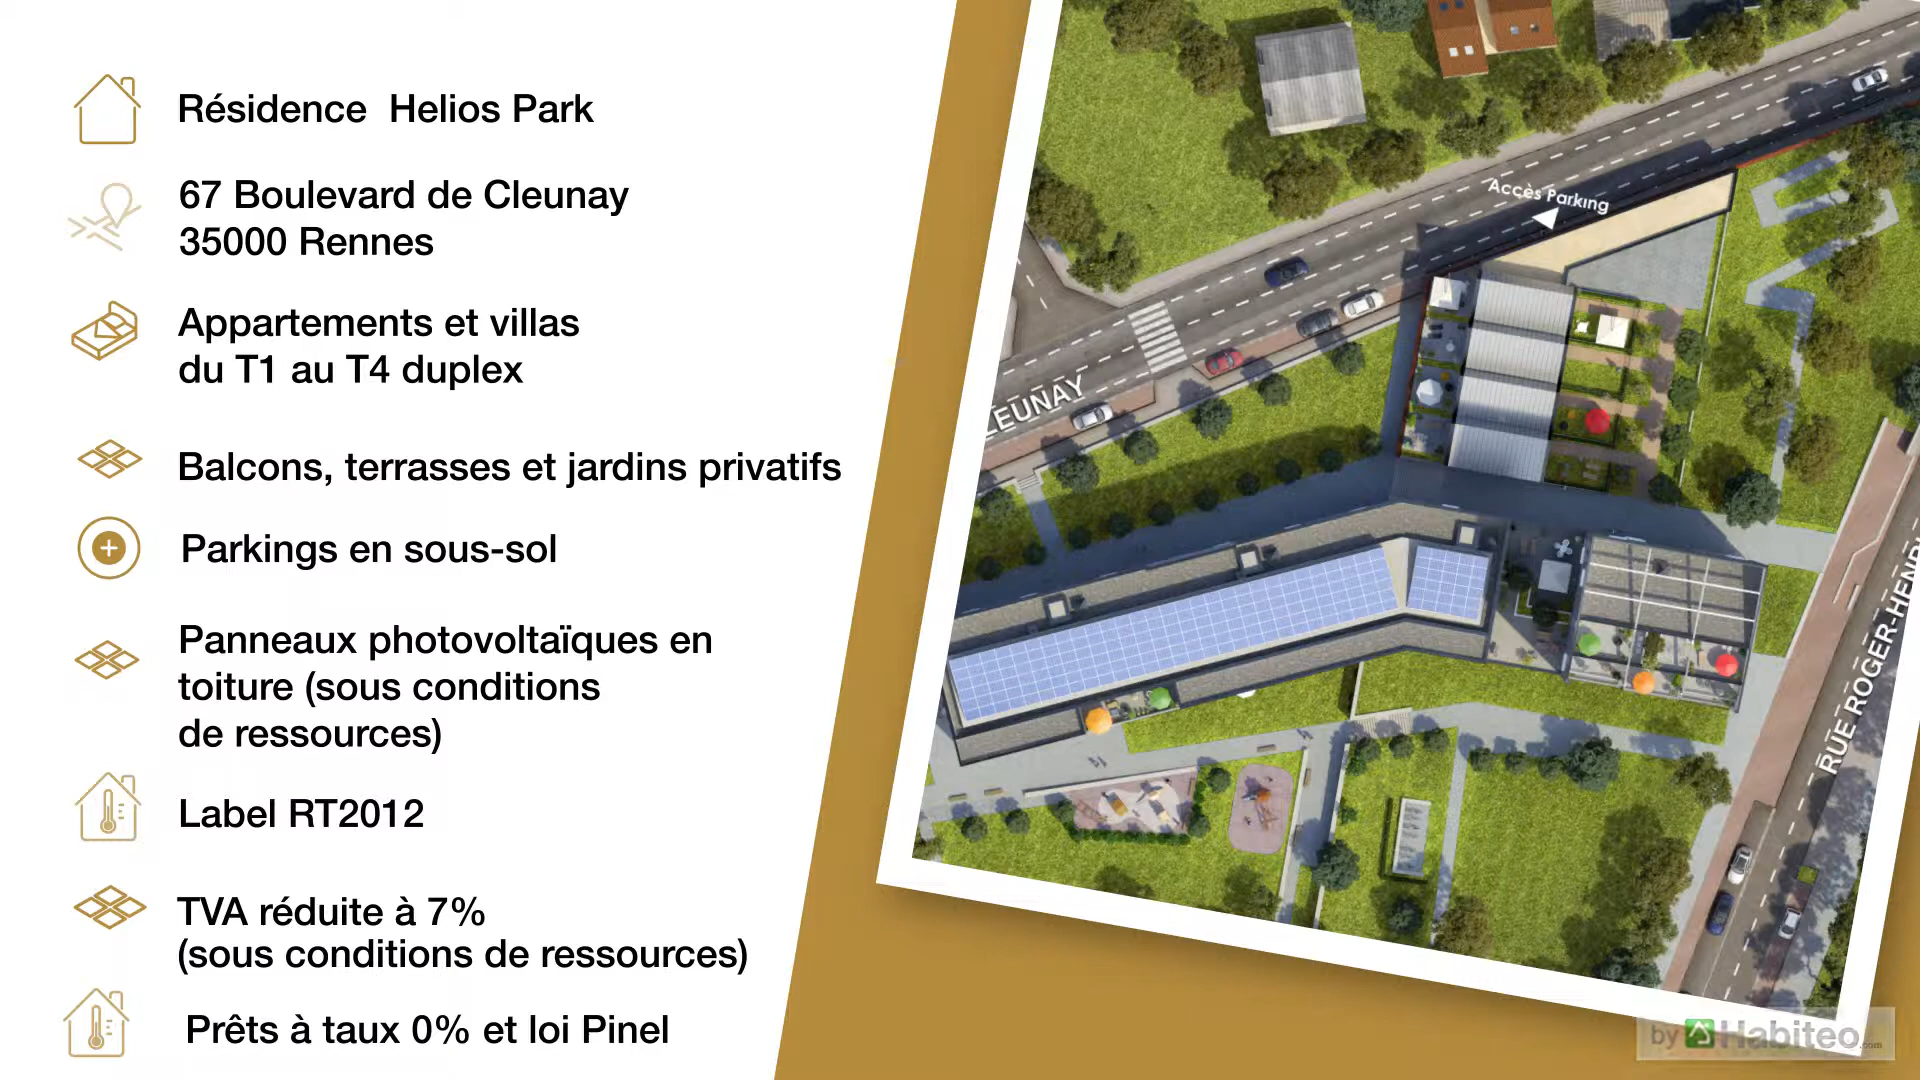 Résidence  Helios Park
67 Boulevard de Cleunay
35000 Rennes
Appartements et villas
du T1 au T4 duplex
Balcons, terrasses et jardins privatifs
Parkings en sous-sol
Panneaux photovoltaïques en
toiture (sous conditions
de ressources)
Label RT2012
TVA réduite à 7%
(sous conditions de ressources)
Prêts à taux 0% et loi Pinel
Accès Parking
LEUNAY
RUE ROGER-HENRI
by Habiteo.com